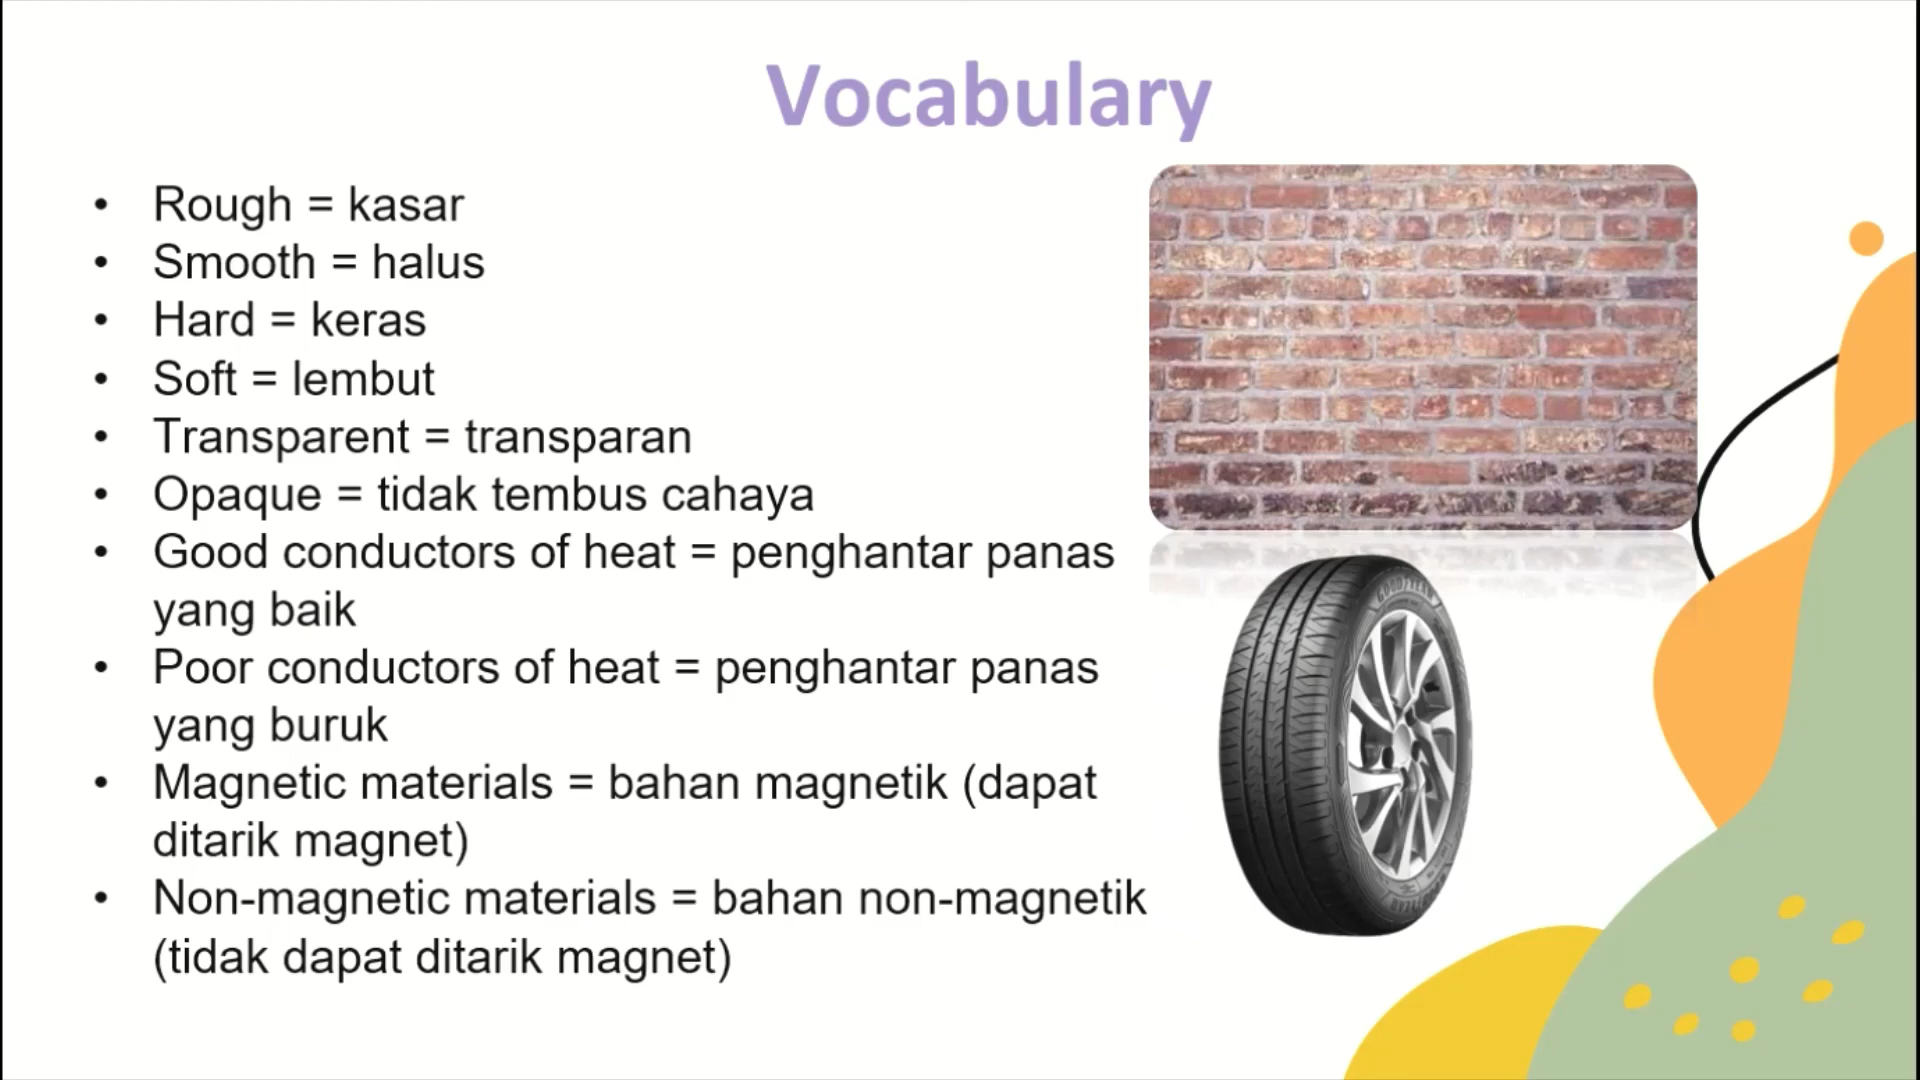 Vocabulary
• Rough = kasar
• Smooth = halus
• Hard = keras
• Soft = lembut
• Transparent = transparan
• Opaque = tidak tembus cahaya
• Good conductors of heat = penghantar panas
yang baik
• Poor conductors of heat = penghantar panas
yang buruk
• Magnetic materials = bahan magnetik (dapat
ditarik magnet)
• Non-magnetic materials = bahan non-magnetik
(tidak dapat ditarik magnet)
GOODYEAR